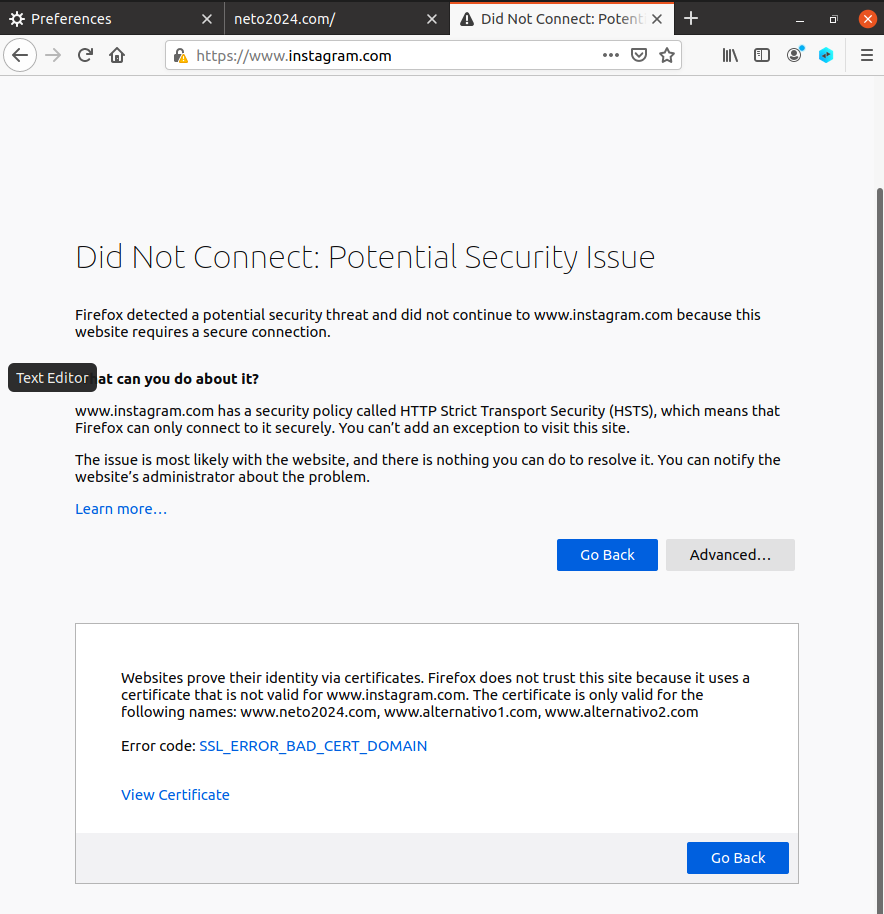 Preferences
neto2024.com/
Did Not Connect: Potent
https://www.instagram.com
Did Not Connect: Potential Security Issue
Firefox detected a potential security threat and did not continue to www.instagram.com because this
website requires a secure connection.
Text Editor
at can you do about it?
www.instagram.com has a security policy called HTTP Strict Transport Security (HSTS), which means that
Firefox can only connect to it securely. You can’t add an exception to visit this site.
The issue is most likely with the website, and there is nothing you can do to resolve it. You can notify the
website’s administrator about the problem.
Learn more…
Go Back
Advanced…
Websites prove their identity via certificates. Firefox does not trust this site because it uses a
certificate that is not valid for www.instagram.com. The certificate is only valid for the
following names: www.neto2024.com, www.alternativo1.com, www.alternativo2.com
Error code: SSL_ERROR_BAD_CERT_DOMAIN
View Certificate
Go Back